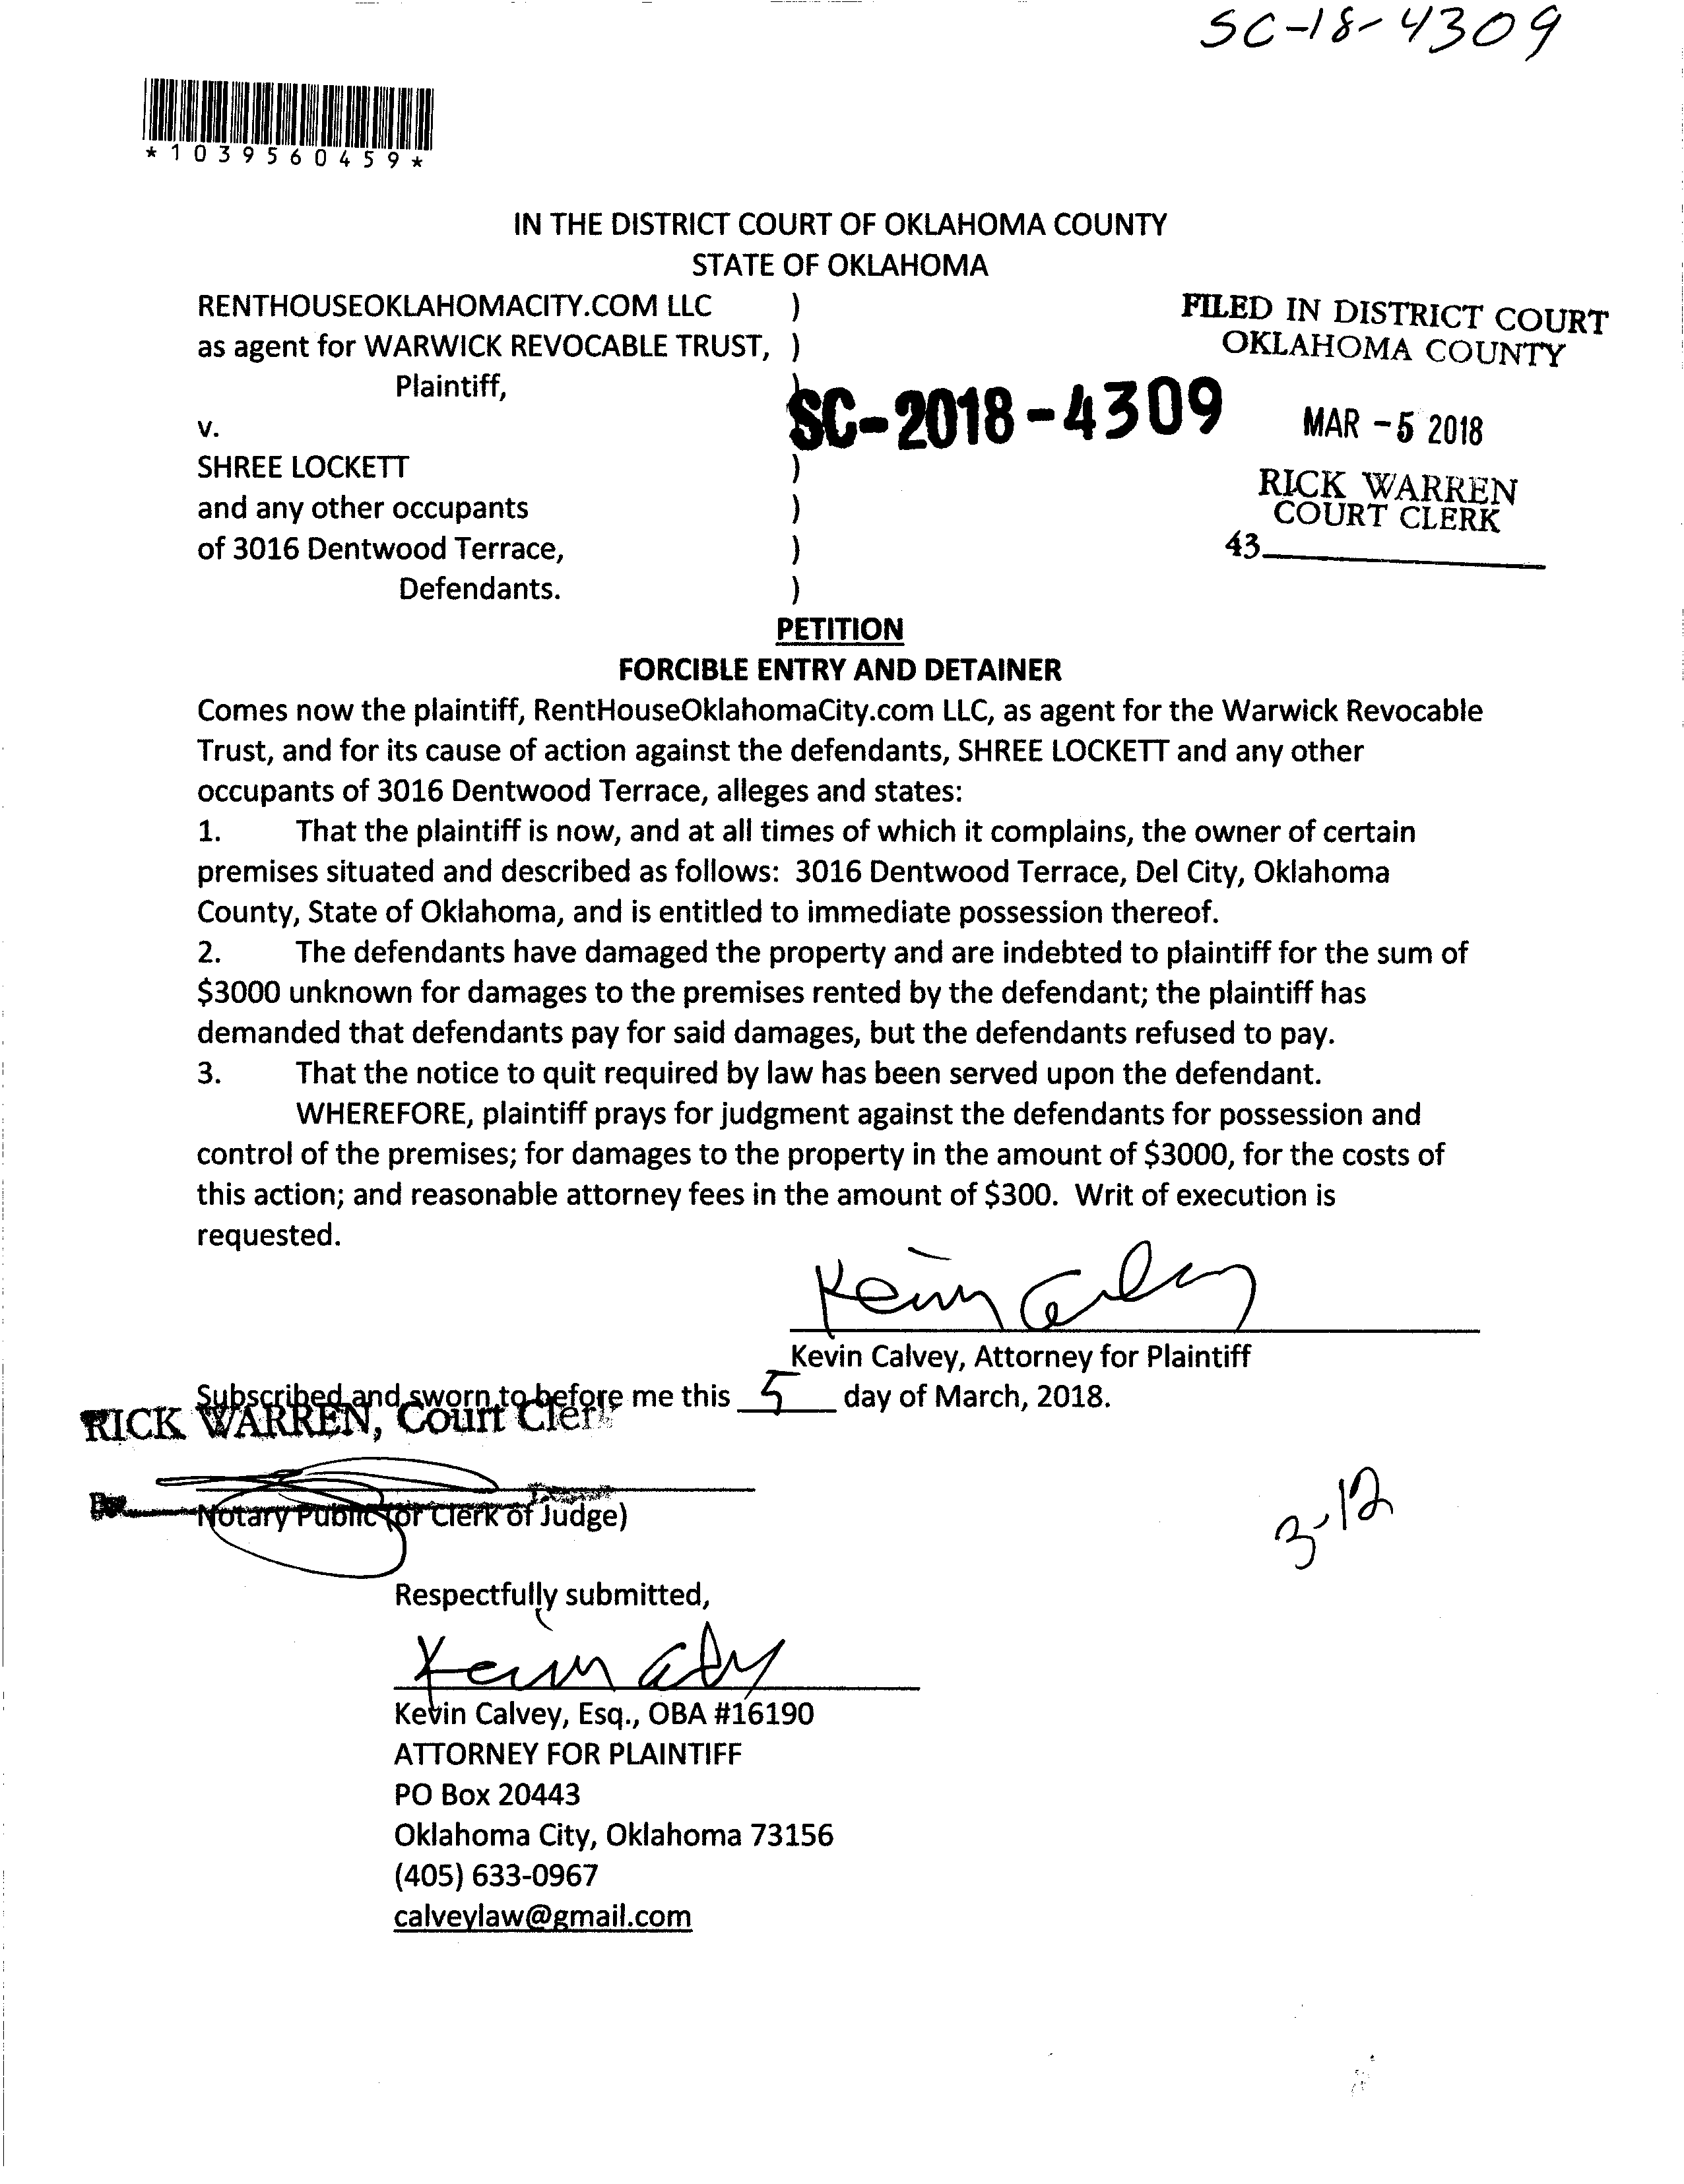 SC-18-4309
*1039560459*
IN THE DISTRICT COURT OF OKLAHOMA COUNTY
STATE OF OKLAHOMA
RENTHOUSEOKLAHOMACITY.COM LLC )
as agent for WARWICK REVOCABLE TRUST, )
Plaintiff, )
v.
SHREE LOCKETT )
and any other occupants )
of 3016 Dentwood Terrace, )
Defendants. )
SC-2018-4309
FILED IN DISTRICT COURT
OKLAHOMA COUNTY
MAR -5 2018
RICK WARREN
COURT CLERK
43
PETITION
FORCIBLE ENTRY AND DETAINER
Comes now the plaintiff, RentHouseOklahomaCity.com LLC, as agent for the Warwick Revocable
Trust, and for its cause of action against the defendants, SHREE LOCKETT and any other
occupants of 3016 Dentwood Terrace, alleges and states:
1. That the plaintiff is now, and at all times of which it complains, the owner of certain
premises situated and described as follows: 3016 Dentwood Terrace, Del City, Oklahoma
County, State of Oklahoma, and is entitled to immediate possession thereof.
2. The defendants have damaged the property and are indebted to plaintiff for the sum of
$3000 unknown for damages to the premises rented by the defendant; the plaintiff has
demanded that defendants pay for said damages, but the defendants refused to pay.
3. That the notice to quit required by law has been served upon the defendant.
WHEREFORE, plaintiff prays for judgment against the defendants for possession and
control of the premises; for damages to the property in the amount of $3000, for the costs of
this action; and reasonable attorney fees in the amount of $300. Writ of execution is
requested.
Kevin Calvey
Kevin Calvey, Attorney for Plaintiff
Subscribed and sworn to before me this 5 day of March, 2018.
RICK WARREN, Court Clerk
Notary Public (or Clerk of Judge)
3-12
Respectfully submitted,
Kevin Calvey
Kevin Calvey, Esq., OBA #16190
ATTORNEY FOR PLAINTIFF
PO Box 20443
Oklahoma City, Oklahoma 73156
(405) 633-0967
calveylaw@gmail.com